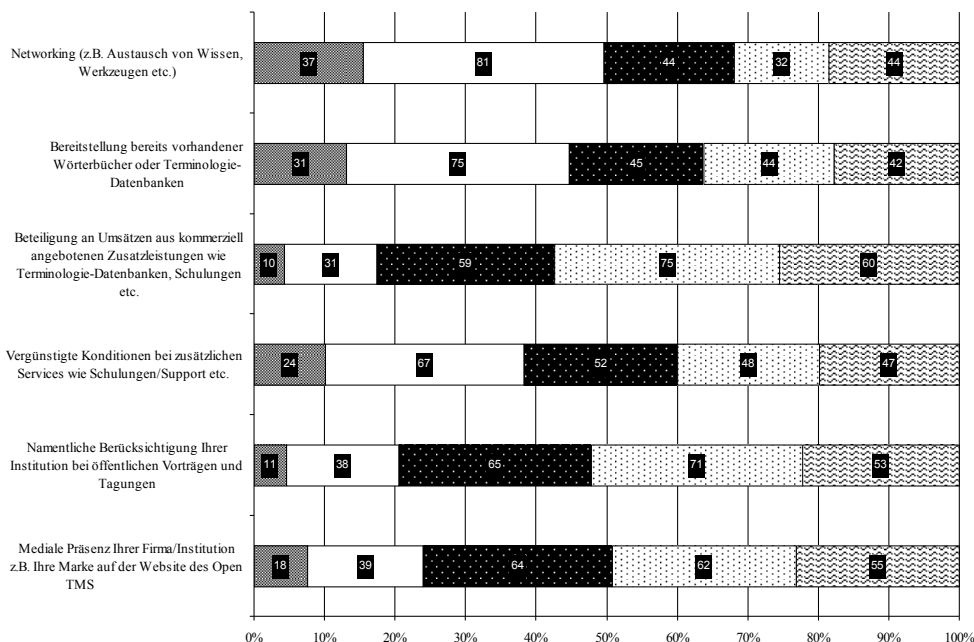 Networking (z.B. Austausch von Wissen,
Werkzeugen etc.)
37 81 44 32 44
Bereitstellung bereits vorhandener
Wörterbücher oder Terminologie-
Datenbanken
31 75 45 44 42
Beteiligung an Umsätzen aus kommerziell
angebotenen Zusatzleistungen wie
Terminologie-Datenbanken, Schulungen
etc.
10 31 59 75 60
Vergünstigte Konditionen bei zusätzlichen
Services wie Schulungen/Support etc.
24 67 52 48 47
Namentliche Berücksichtigung Ihrer
Institution bei öffentlichen Vorträgen und
Tagungen
11 38 65 71 53
Mediale Präsenz Ihrer Firma/Institution
z.B. Ihre Marke auf der Website des Open
TMS
18 39 64 62 55
0% 10% 20% 30% 40% 50% 60% 70% 80% 90% 100%